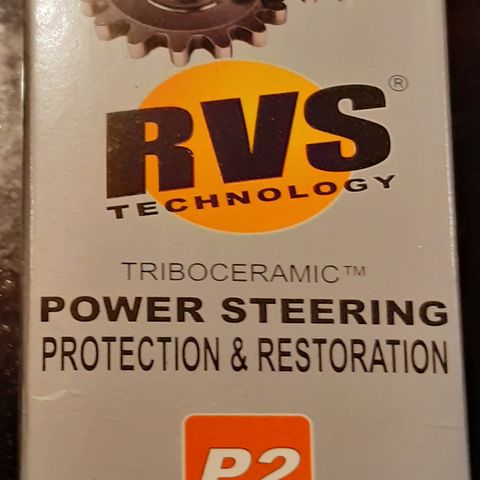 RVS®
TECHNOLOGY
TRIBOCERAMIC™
POWER STEERING
PROTECTION & RESTORATION
P2